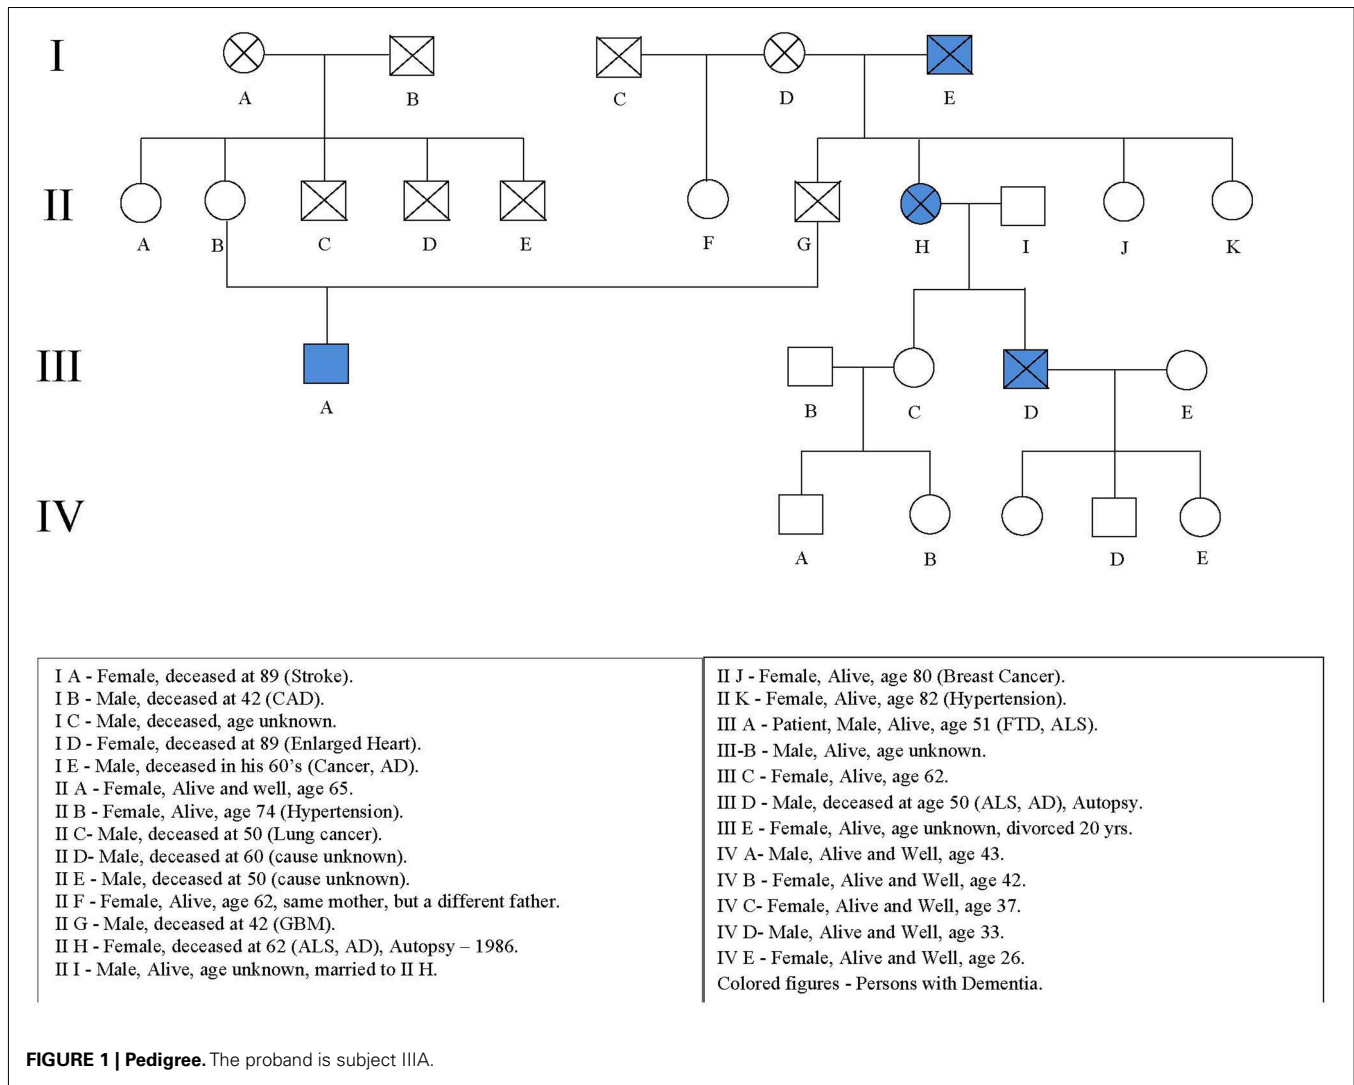 I
A
B
C
D
E
II
A
B
C
D
E
F
G
H
I
J
K
III
A
B
C
D
E
IV
A
B
D
E
I A - Female, deceased at 89 (Stroke).
I B - Male, deceased at 42 (CAD).
I C - Male, deceased, age unknown.
I D - Female, deceased at 89 (Enlarged Heart).
I E - Male, deceased in his 60's (Cancer, AD).
II A - Female, Alive and well, age 65.
II B - Female, Alive, age 74 (Hypertension).
II C- Male, deceased at 50 (Lung cancer).
II D- Male, deceased at 60 (cause unknown).
II E - Male, deceased at 50 (cause unknown).
II F - Female, Alive, age 62, same mother, but a different father.
II G - Male, deceased at 42 (GBM).
II H - Female, deceased at 62 (ALS, AD), Autopsy – 1986.
II I - Male, Alive, age unknown, married to II H.
II J - Female, Alive, age 80 (Breast Cancer).
II K - Female, Alive, age 82 (Hypertension).
III A - Patient, Male, Alive, age 51 (FTD, ALS).
III-B - Male, Alive, age unknown.
III C - Female, Alive, age 62.
III D - Male, deceased at age 50 (ALS, AD), Autopsy.
III E - Female, Alive, age unknown, divorced 20 yrs.
IV A- Male, Alive and Well, age 43.
IV B - Female, Alive and Well, age 42.
IV C- Female, Alive and Well, age 37.
IV D- Male, Alive and Well, age 33.
IV E - Female, Alive and Well, age 26.
Colored figures - Persons with Dementia.
FIGURE 1 | Pedigree. The proband is subject IIIA.